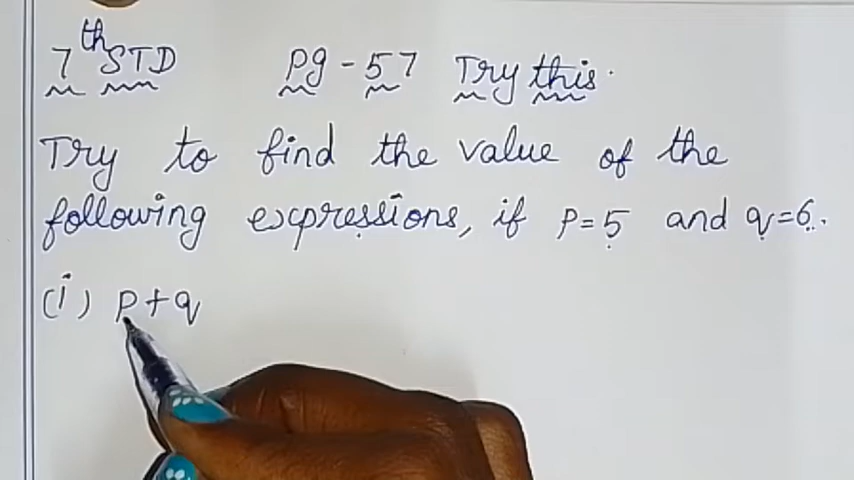 7th STD Pg - 57 Try this.
Try to find the value of the
following expressions, if p=5 and q=6.
(i) p+q